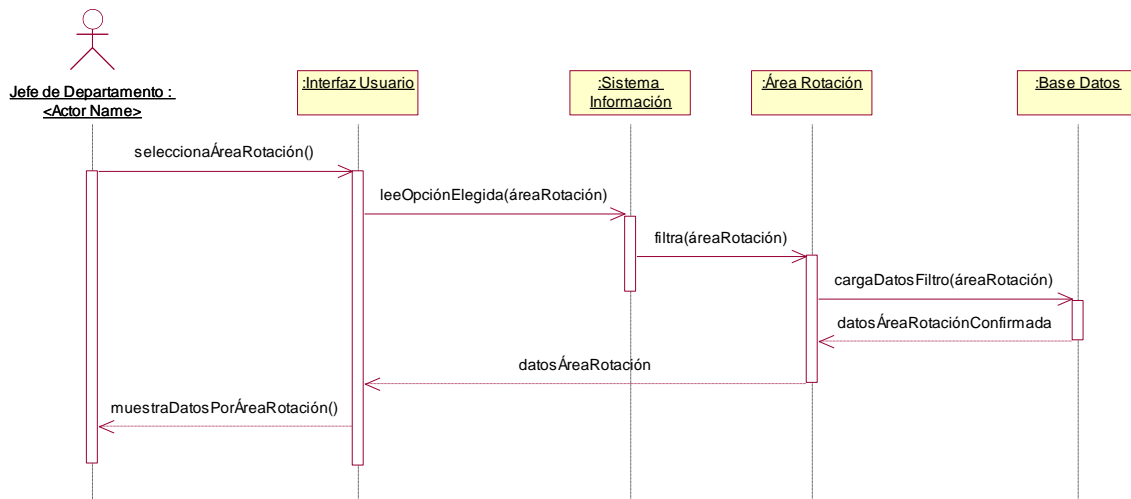 Jefe de Departamento :
<Actor Name>
:Interfaz Usuario
:Sistema
Información
:Área Rotación
:Base Datos
seleccionaÁreaRotación()
leeOpciónElegida(áreaRotación)
filtra(áreaRotación)
cargaDatosFiltro(áreaRotación)
datosÁreaRotaciónConfirmada
datosÁreaRotación
muestraDatosPorÁreaRotación()